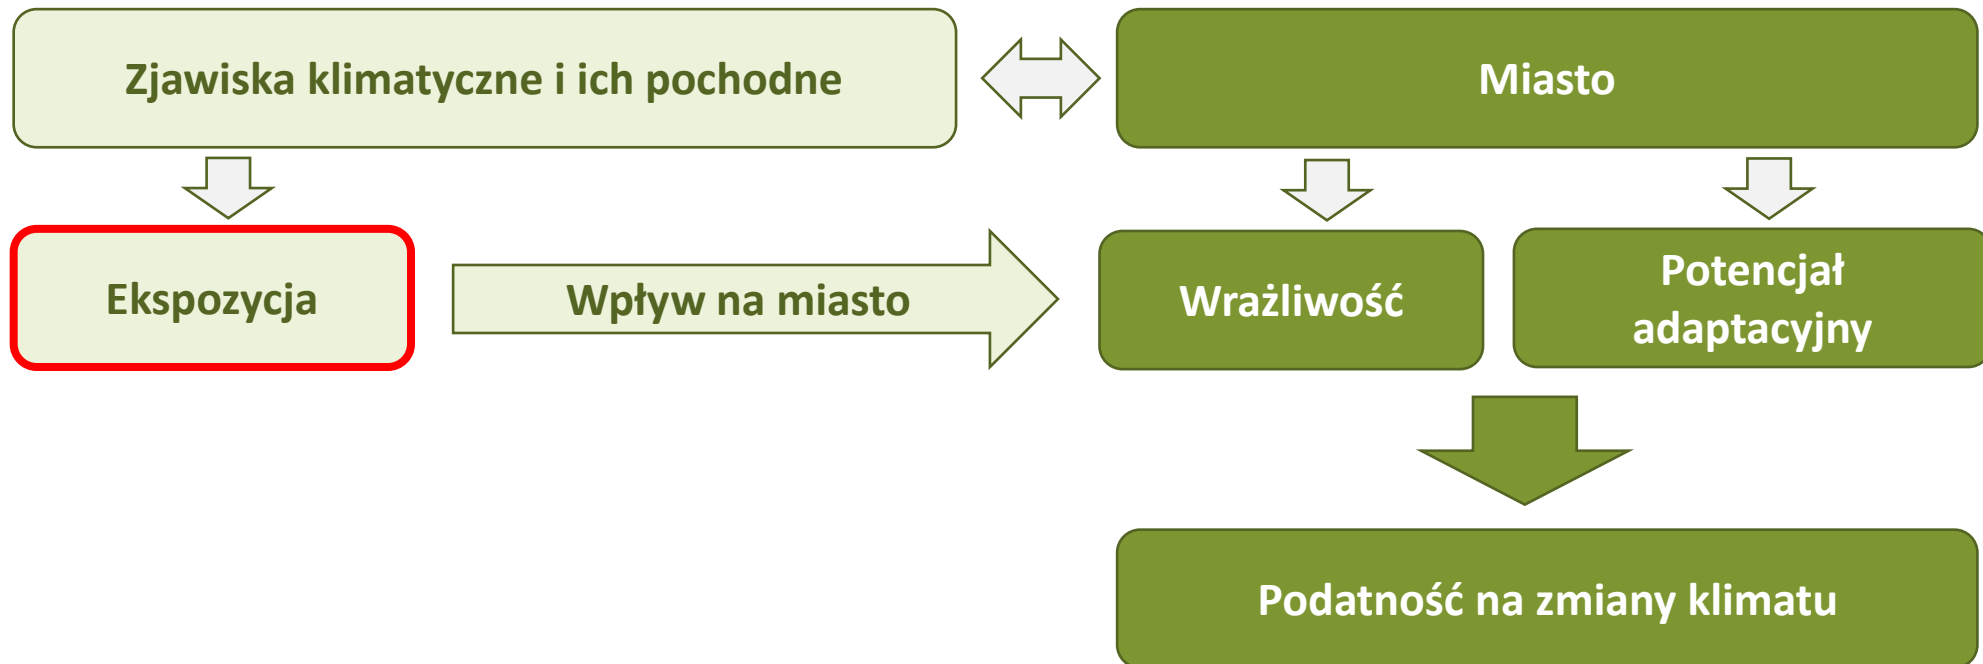 Zjawiska klimatyczne i ich pochodne
Miasto
Ekspozycja
Wpływ na miasto
Wrażliwość
Potencjał
adaptacyjny
Podatność na zmiany klimatu